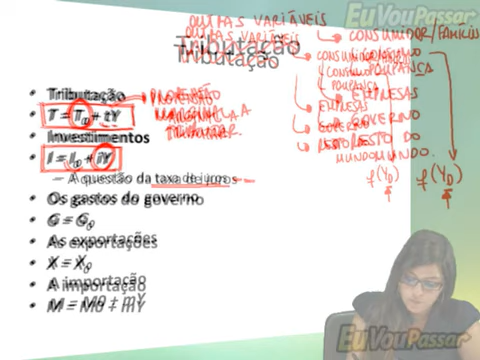 EuVouPassar
OUTRAS VARIÁVEIS
CONSUMIDOR/FAMÍLIA
CONSUMO
POUPANÇA
EMPRESAS
GOVERNO
RESTO DO MUNDO.
f(Y_D) f(Y_D)
Tributação
• Tributação
PROPENSÃO MARGINAL A TRIBUTAR.
• T = T₀ + tY
• Investimentos
• I = I₀ + iY
– A questão da taxa de juros
• Os gastos do governo
• G = G₀
• As exportações
• X = X₀
• A importação
• M = M0 + mY
EuVouPassar